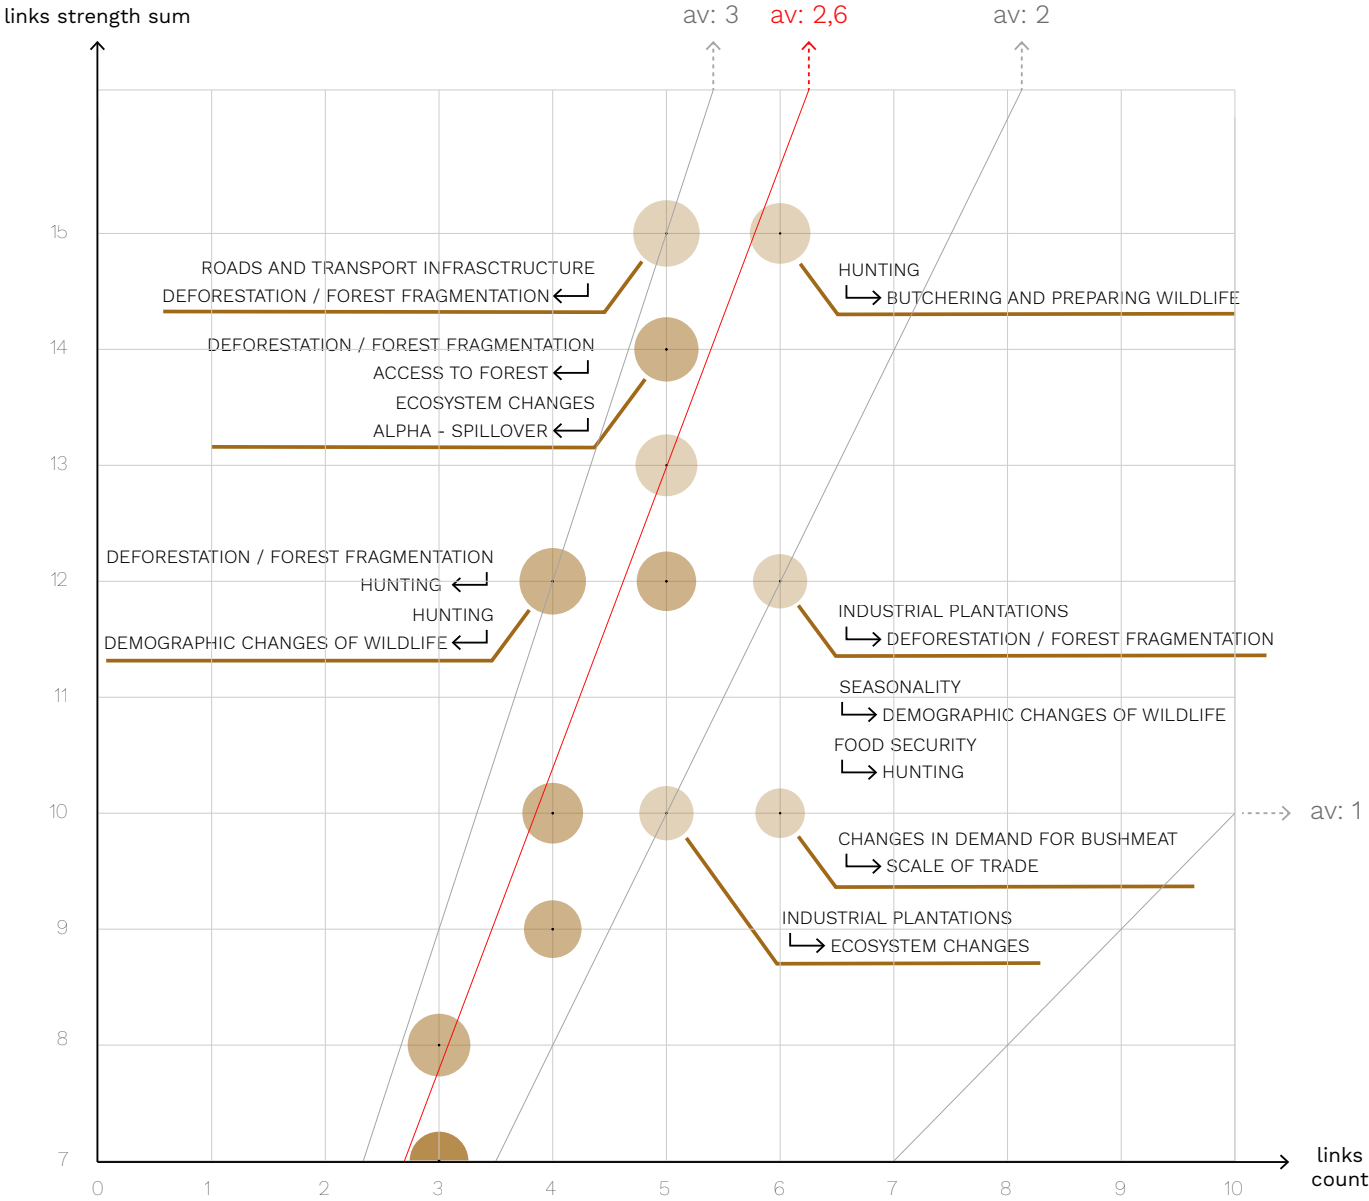 links strength sum
av: 3
av: 2,6
av: 2
15
ROADS AND TRANSPORT INFRASCTRUCTURE
DEFORESTATION / FOREST FRAGMENTATION
HUNTING
BUTCHERING AND PREPARING WILDLIFE
14
DEFORESTATION / FOREST FRAGMENTATION
ACCESS TO FOREST
ECOSYSTEM CHANGES
ALPHA - SPILLOVER
13
DEFORESTATION / FOREST FRAGMENTATION
HUNTING
HUNTING
DEMOGRAPHIC CHANGES OF WILDLIFE
12
INDUSTRIAL PLANTATIONS
DEFORESTATION / FOREST FRAGMENTATION
11
SEASONALITY
DEMOGRAPHIC CHANGES OF WILDLIFE
FOOD SECURITY
HUNTING
10
av: 1
CHANGES IN DEMAND FOR BUSHMEAT
SCALE OF TRADE
9
INDUSTRIAL PLANTATIONS
ECOSYSTEM CHANGES
8
7
links
count
0
1
2
3
4
5
6
7
8
9
10